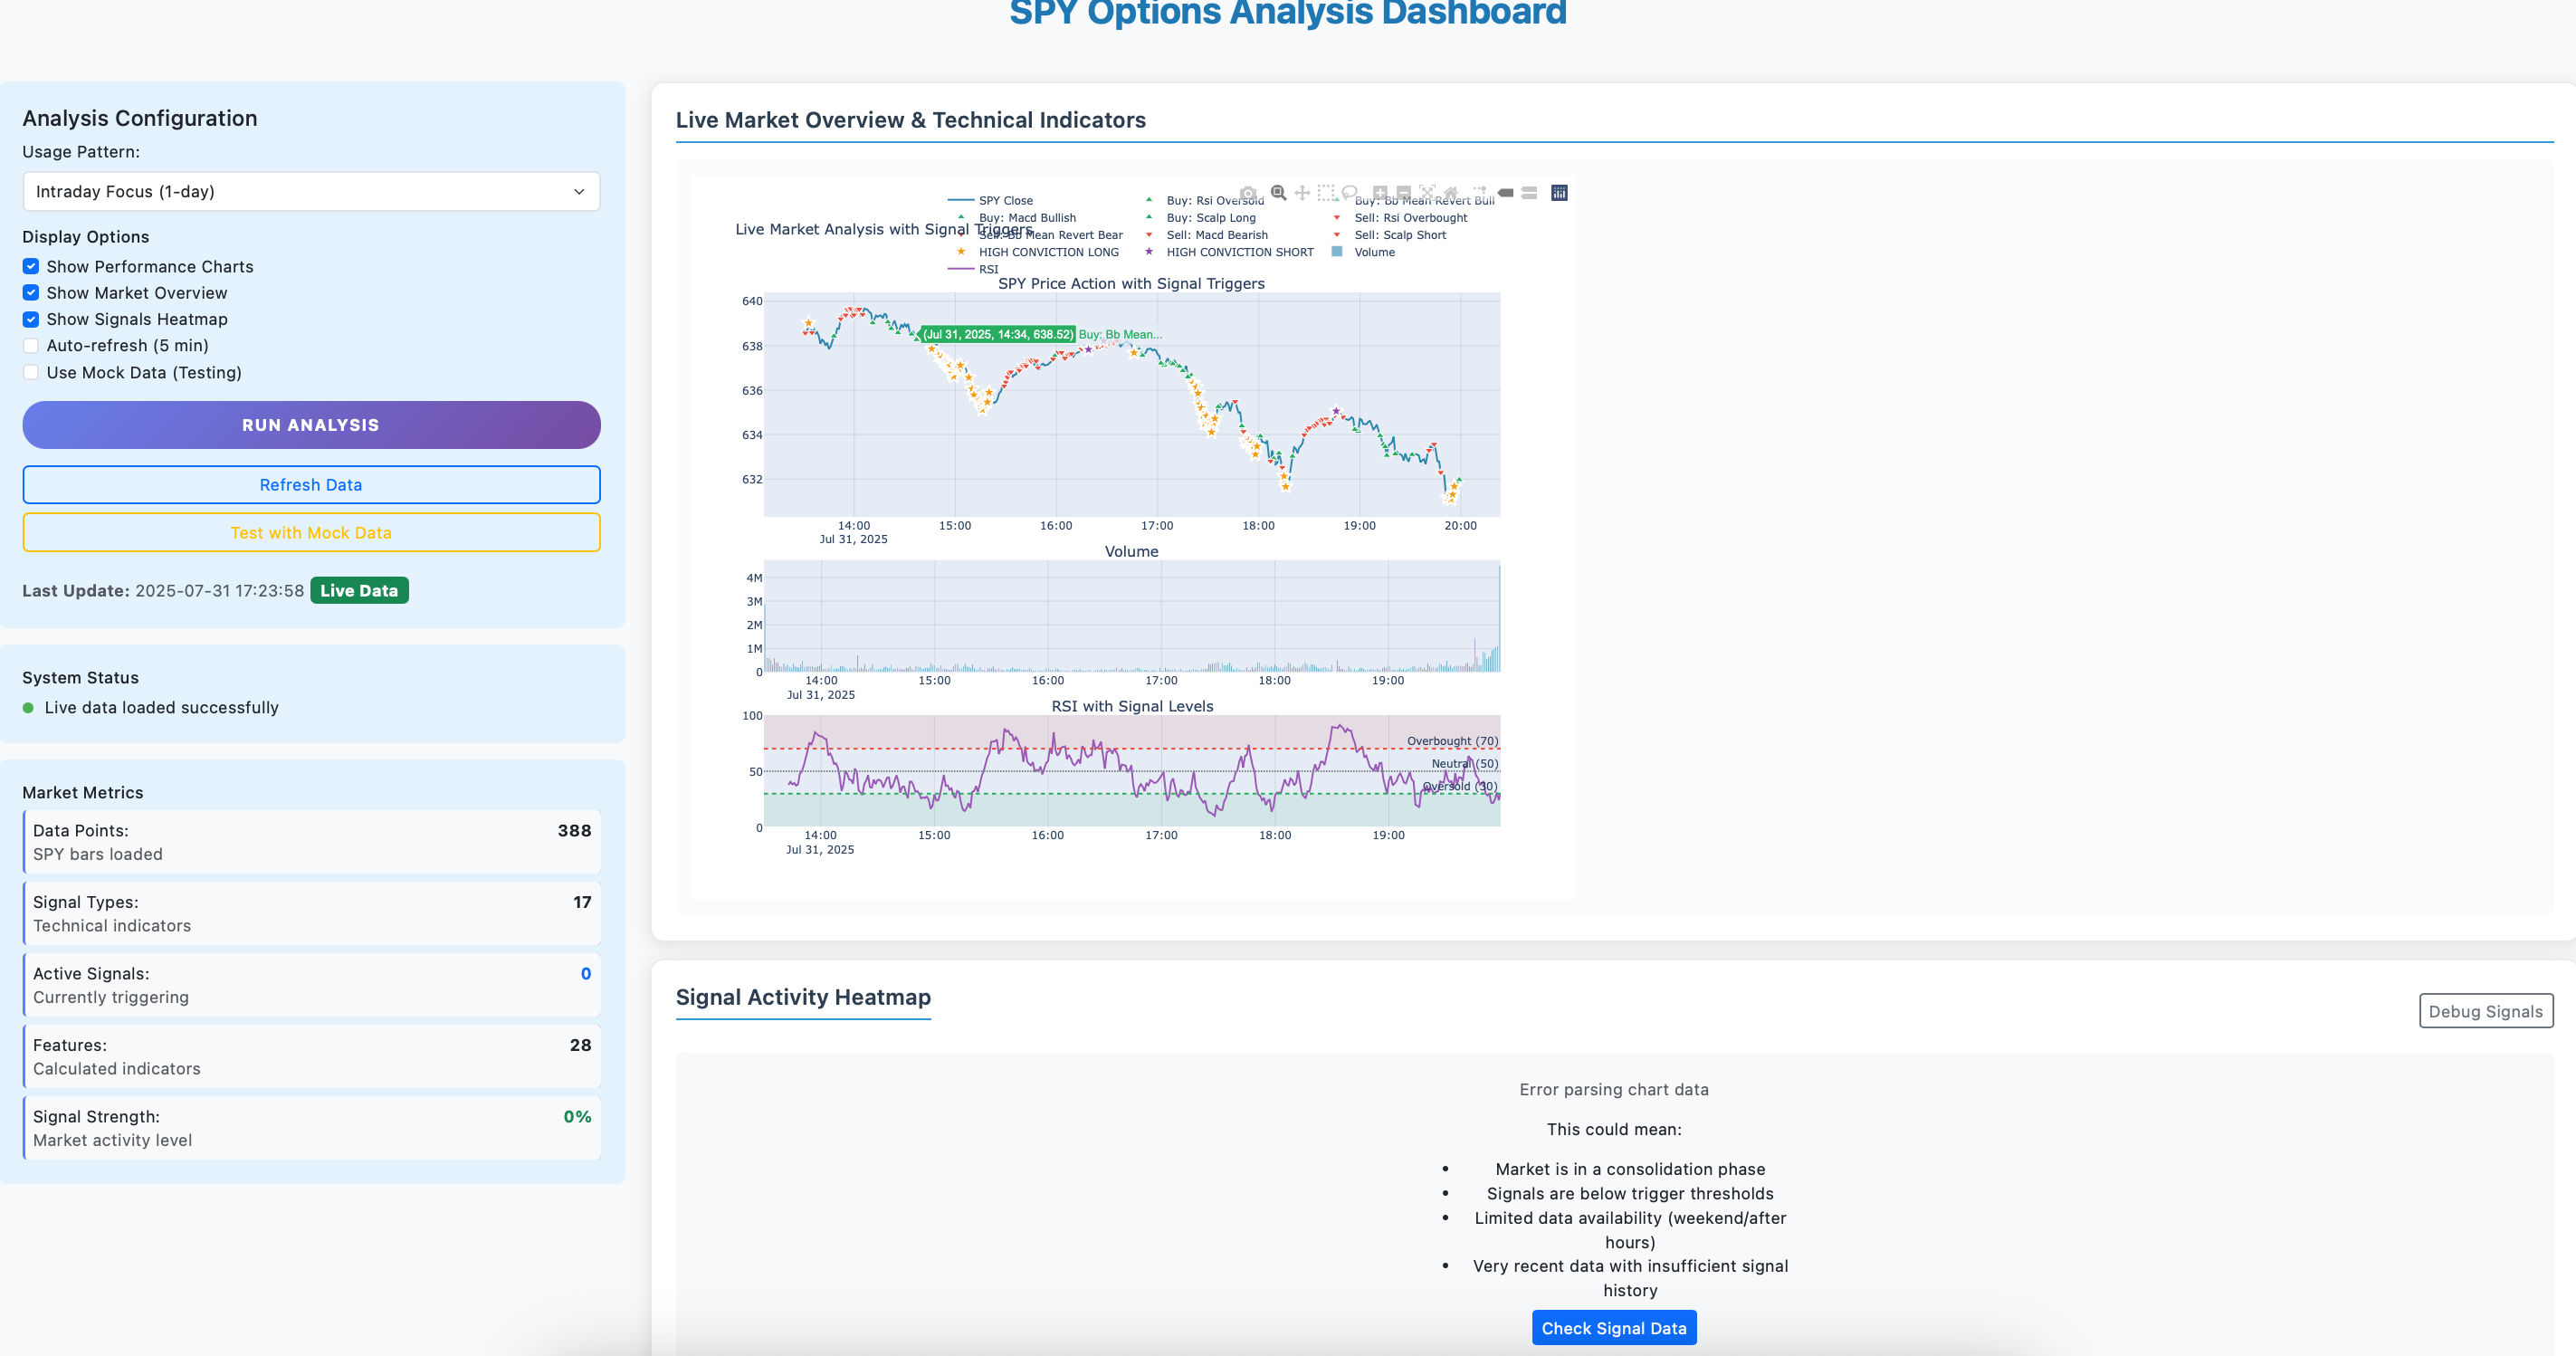 SPY Options Analysis Dashboard
Analysis Configuration
Usage Pattern:
Intraday Focus (1-day)
Display Options
Show Performance Charts
Show Market Overview
Show Signals Heatmap
Auto-refresh (5 min)
Use Mock Data (Testing)
RUN ANALYSIS
Refresh Data
Test with Mock Data
Last Update: 2025-07-31 17:23:58 Live Data
System Status
Live data loaded successfully
Market Metrics
Data Points: 388
SPY bars loaded
Signal Types: 17
Technical indicators
Active Signals: 0
Currently triggering
Features: 28
Calculated indicators
Signal Strength: 0%
Market activity level
Live Market Overview & Technical Indicators
SPY Close
Buy: Rsi Oversold
Buy: Bb Mean Revert Bull
Buy: Macd Bullish
Buy: Scalp Long
Sell: Rsi Overbought
Live Market Analysis with Signal Triggers
Sell: Bb Mean Revert Bear
Sell: Macd Bearish
Sell: Scalp Short
HIGH CONVICTION LONG
HIGH CONVICTION SHORT
Volume
RSI
SPY Price Action with Signal Triggers
640
638
636
634
632
(Jul 31, 2025, 14:34, 638.52) Buy: Bb Mean...
14:00 15:00 16:00 17:00 18:00 19:00 20:00
Jul 31, 2025
Volume
4M
3M
2M
1M
0
14:00 15:00 16:00 17:00 18:00 19:00
Jul 31, 2025
RSI with Signal Levels
100
50
0
Overbought (70)
Neutral (50)
Oversold (30)
14:00 15:00 16:00 17:00 18:00 19:00
Jul 31, 2025
Signal Activity Heatmap
Debug Signals
Error parsing chart data
This could mean:
• Market is in a consolidation phase
• Signals are below trigger thresholds
• Limited data availability (weekend/after
hours)
• Very recent data with insufficient signal
history
Check Signal Data